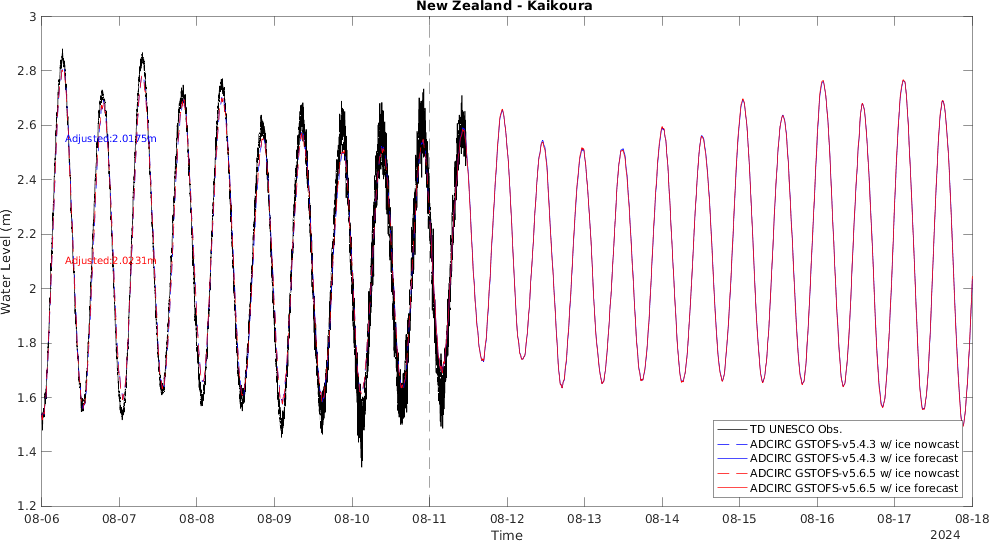 New Zealand - Kaikoura
3
2.8
2.6
2.4
2.2
2
1.8
1.6
1.4
1.2
Water Level (m)
Adjusted:2.0175m
Adjusted:2.0231m
TD UNESCO Obs.
ADCIRC GSTOFS-v5.4.3 w/ ice nowcast
ADCIRC GSTOFS-v5.4.3 w/ ice forecast
ADCIRC GSTOFS-v5.6.5 w/ ice nowcast
ADCIRC GSTOFS-v5.6.5 w/ ice forecast
08-06 08-07 08-08 08-09 08-10 08-11 08-12 08-13 08-14 08-15 08-16 08-17 08-18
Time
2024